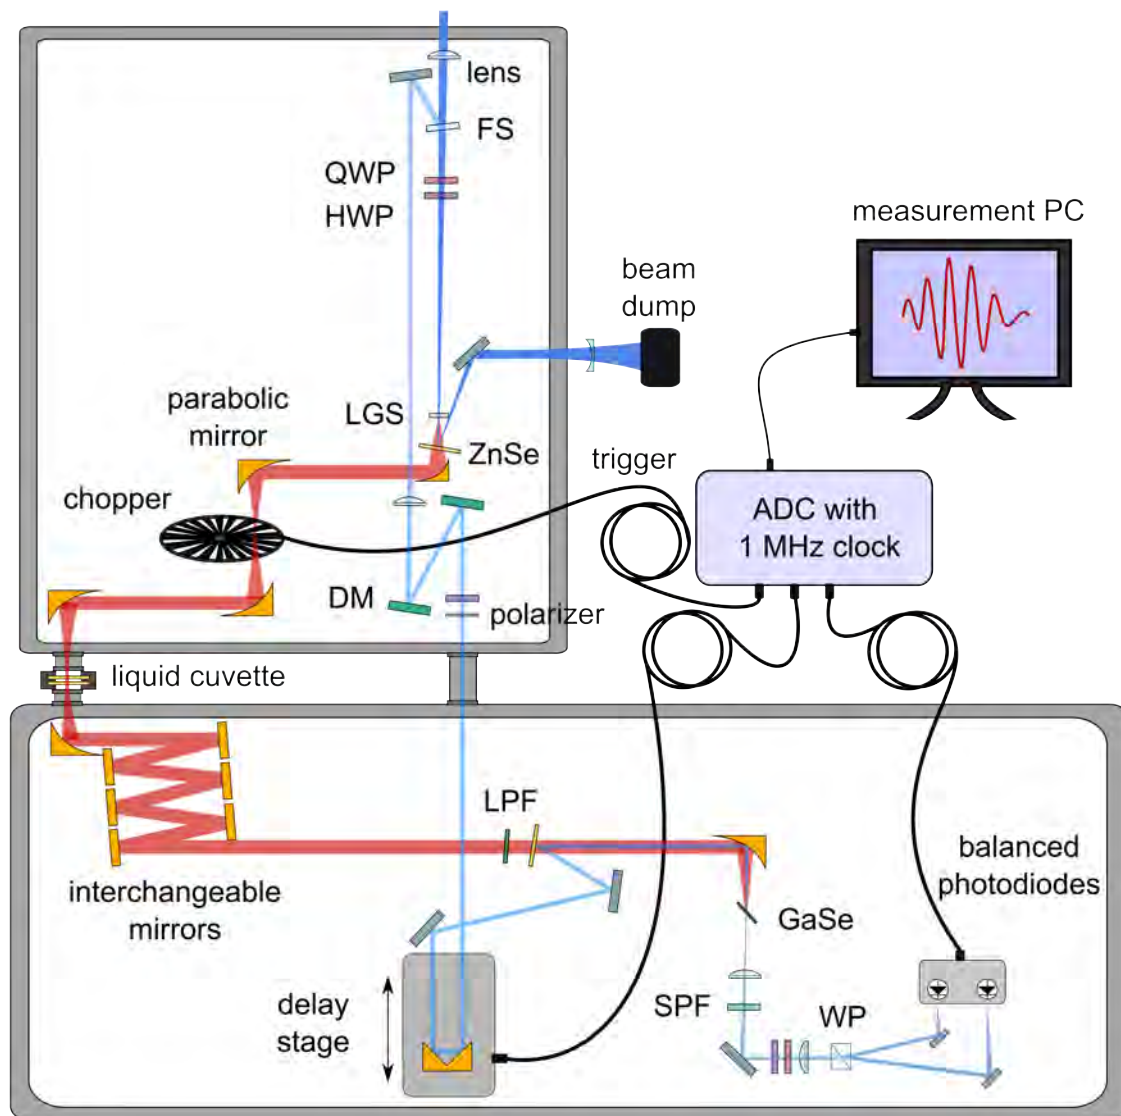 lens
FS
QWP
HWP
measurement PC
beam
dump
parabolic
mirror
LGS
ZnSe
trigger
chopper
ADC with
1 MHz clock
DM
polarizer
liquid cuvette
LPF
interchangeable
mirrors
balanced
photodiodes
GaSe
delay
stage
SPF
WP